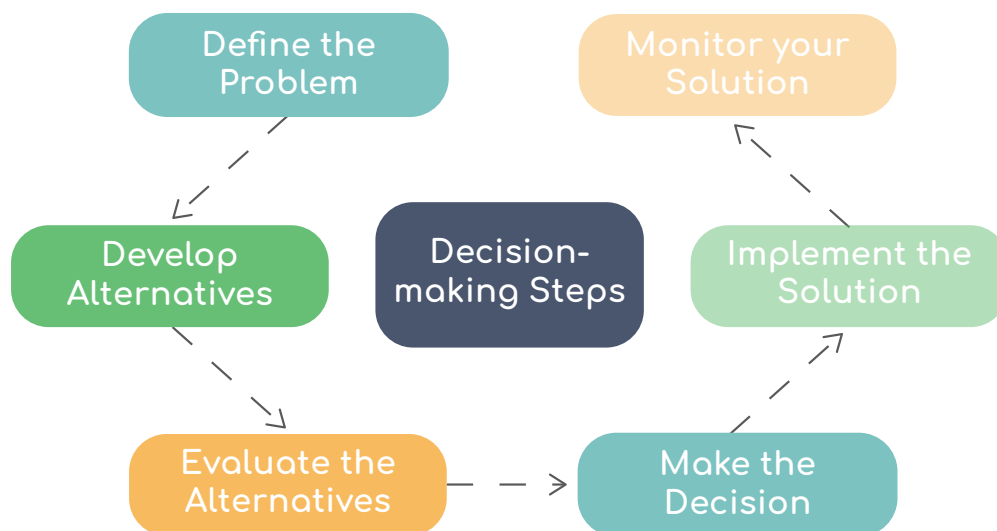 Define the
Problem
Develop
Alternatives
Evaluate the
Alternatives
Make the
Decision
Implement the
Solution
Monitor your
Solution
Decision-
making Steps